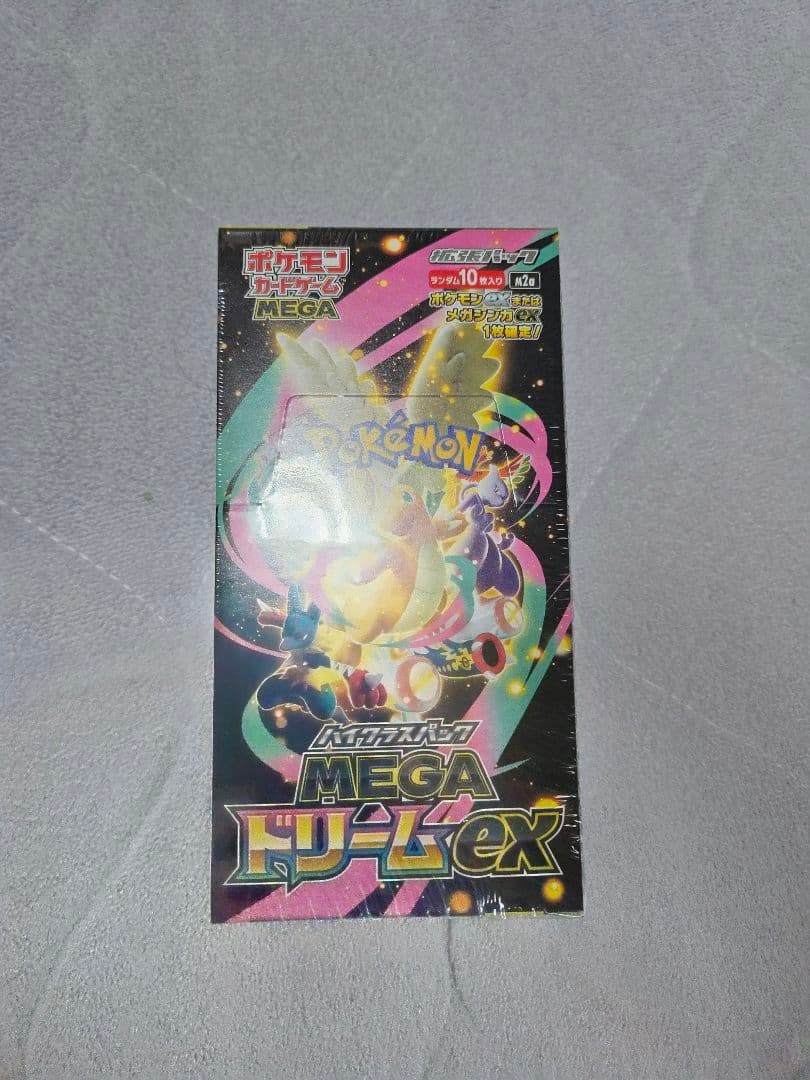 ポケモン
カードゲーム
MEGA
拡張パック
ランダム10枚入り M2a
ポケモンexまたは
メガシンカex
1枚確定!
POKéMON
ハイクラスパック
MEGA
ドリームex